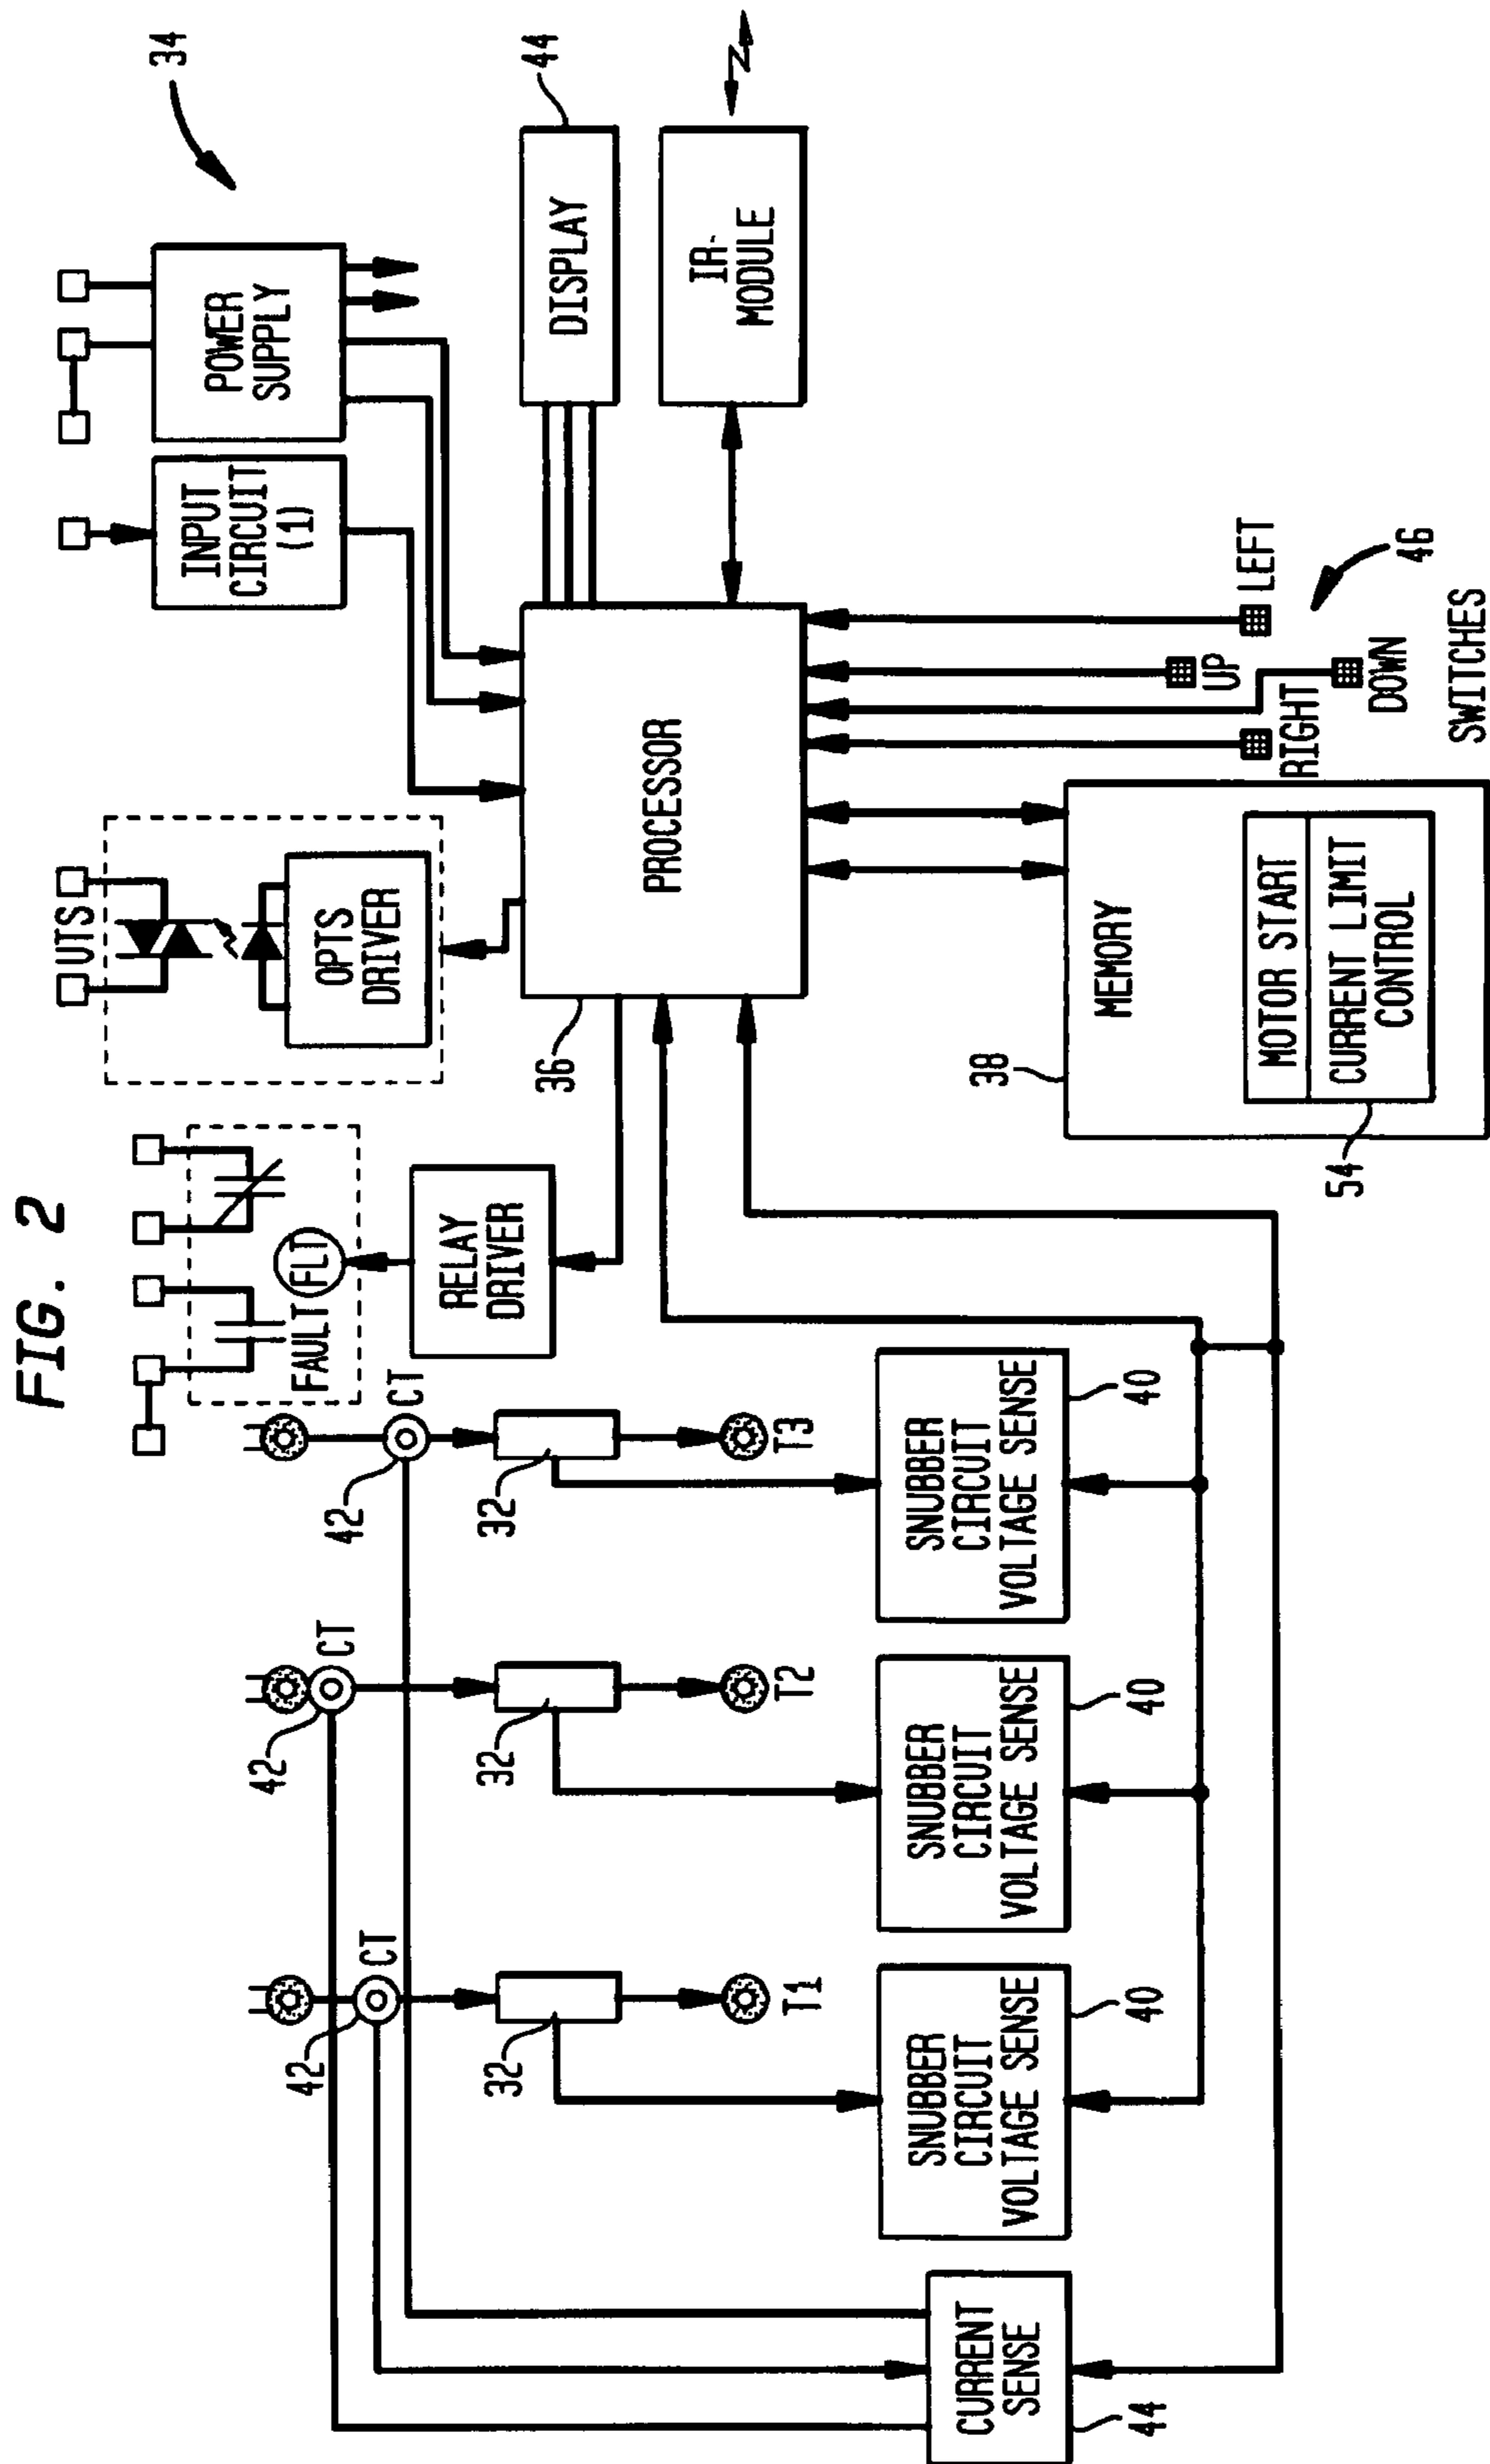 FIG. 2
34
POWER
SUPPLY
INPUT
CIRCUIT
(1)
VTS
OPTS
DRIVER
FAULT
FLT
RELAY
DRIVER
44
DISPLAY
IR-
MODULE
36
PROCESSOR
LEFT
UP
DOWN
RIGHT
46
SWITCHES
38
MEMORY
MOTOR START
CURRENT LIMIT
CONTROL
54
CT
42
32
T3
SNUBBER
CIRCUIT
VOLTAGE SENSE
40
CT
42
32
T2
SNUBBER
CIRCUIT
VOLTAGE SENSE
40
CT
42
32
T1
SNUBBER
CIRCUIT
VOLTAGE SENSE
40
CURRENT
SENSE
44